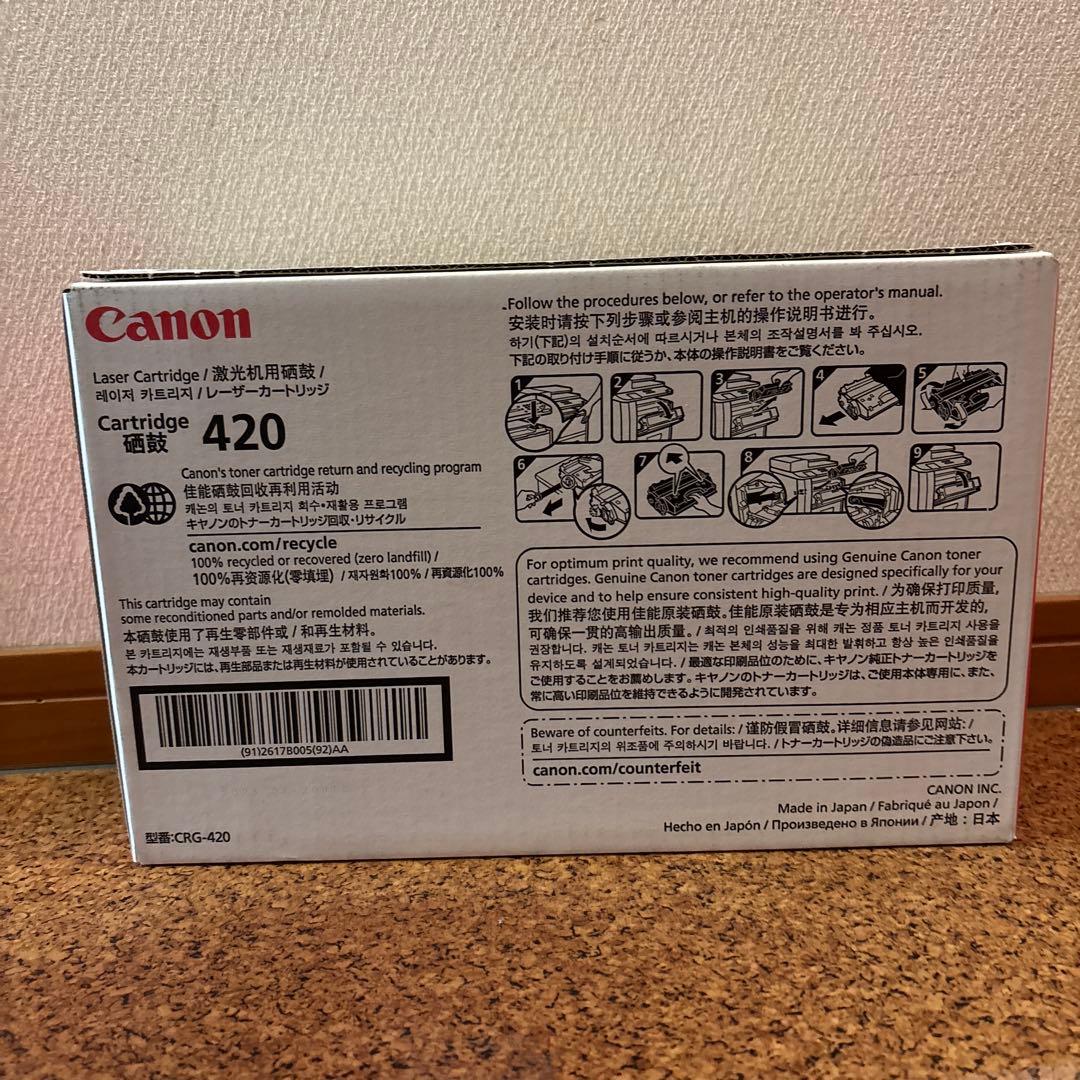 Canon
Laser Cartridge / 激光机用硒鼓 /
레이저 카트리지 / レーザーカートリッジ
Cartridge
硒鼓
420
Canon's toner cartridge return and recycling program
佳能硒鼓回收再利用活动
캐논의 토너 카트리지 회수•재활용 프로그램
キヤノンのトナーカートリッジ回収・リサイクル
canon.com/recycle
100% recycled or recovered (zero landfill) /
100%再资源化(零填埋) / 재자원화100% / 再資源化100%
This cartridge may contain
some reconditioned parts and/or remolded materials.
本硒鼓使用了再生零部件或 / 和再生材料。
본 카트리지에는 재생부품 또는 재생재료가 포함될 수 있습니다.
本カートリッジには、再生部品または再生材料が使用されていることがあります。
(91)2617B005(92)AA
型番:CRG-420
Follow the procedures below, or refer to the operator's manual.
安装时请按下列步骤或参阅主机的操作说明书进行。
하기(下記)의 설치순서에 따르시거나 본체의 조작설명서를 봐 주십시오.
下記の取り付け手順に従うか、本体の操作説明書をご覧ください。
1 2 3 4 5
6 7 8 9
For optimum print quality, we recommend using Genuine Canon toner
cartridges. Genuine Canon toner cartridges are designed specifically for your
device and to help ensure consistent high-quality print. / 为确保打印质量,
我们推荐您使用佳能原装硒鼓。佳能原装硒鼓是专为相应主机而开发的,
可确保一贯的高输出质量。 / 최적의 인쇄품질을 위해 캐논 정품 토너 카트리지 사용을
권장합니다. 캐논 토너 카트리지는 캐논 본체의 성능을 최대한 발휘하고 항상 높은 인쇄품질을
유지하도록 설계되었습니다. / 最適な印刷品位のために、キヤノン純正トナーカートリッジを
ご使用することをお薦めします。キヤノンのトナーカートリッジは、ご使用本体専用に、また、
常に高い印刷品位を維持できるように開発されています。
Beware of counterfeits. For details: / 谨防假冒硒鼓。详细信息请参见网站: /
토너 카트리지의 위조품에 주의하시기 바랍니다. / トナーカートリッジの偽造品にご注意下さい。
canon.com/counterfeit
CANON INC.
Made in Japan / Fabriqué au Japon /
Hecho en Japón / Произведено в Японии / 产地：日本